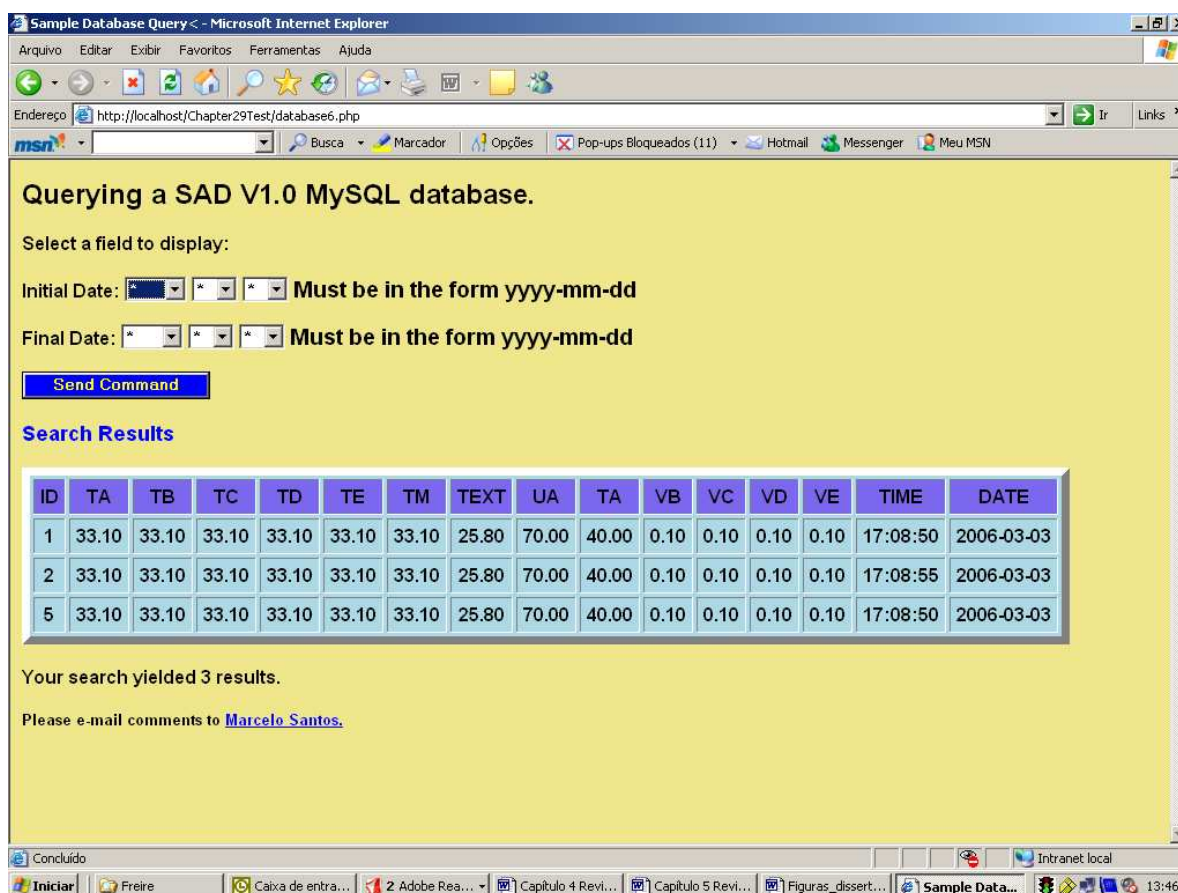 Sample Database Query< - Microsoft Internet Explorer
Arquivo Editar Exibir Favoritos Ferramentas Ajuda
Endereço http://localhost/Chapter29Test/database6.php Ir Links
msn Busca Marcador Opções Pop-ups Bloqueados (11) Hotmail Messenger Meu MSN
Querying a SAD V1.0 MySQL database.
Select a field to display:
Initial Date: * * * Must be in the form yyyy-mm-dd
Final Date: * * * Must be in the form yyyy-mm-dd
Send Command
Search Results
ID TA TB TC TD TE TM TEXT UA TA VB VC VD VE TIME DATE
1 33.10 33.10 33.10 33.10 33.10 33.10 25.80 70.00 40.00 0.10 0.10 0.10 0.10 17:08:50 2006-03-03
2 33.10 33.10 33.10 33.10 33.10 33.10 25.80 70.00 40.00 0.10 0.10 0.10 0.10 17:08:55 2006-03-03
5 33.10 33.10 33.10 33.10 33.10 33.10 25.80 70.00 40.00 0.10 0.10 0.10 0.10 17:08:50 2006-03-03
Your search yielded 3 results.
Please e-mail comments to Marcelo Santos.
Concluído Intranet local
Iniciar Freire Caixa de entra... 2 Adobe Rea... Capítulo 4 Revi... Capítulo 5 Revi... Figuras_dissert... Sample Data... 13:46